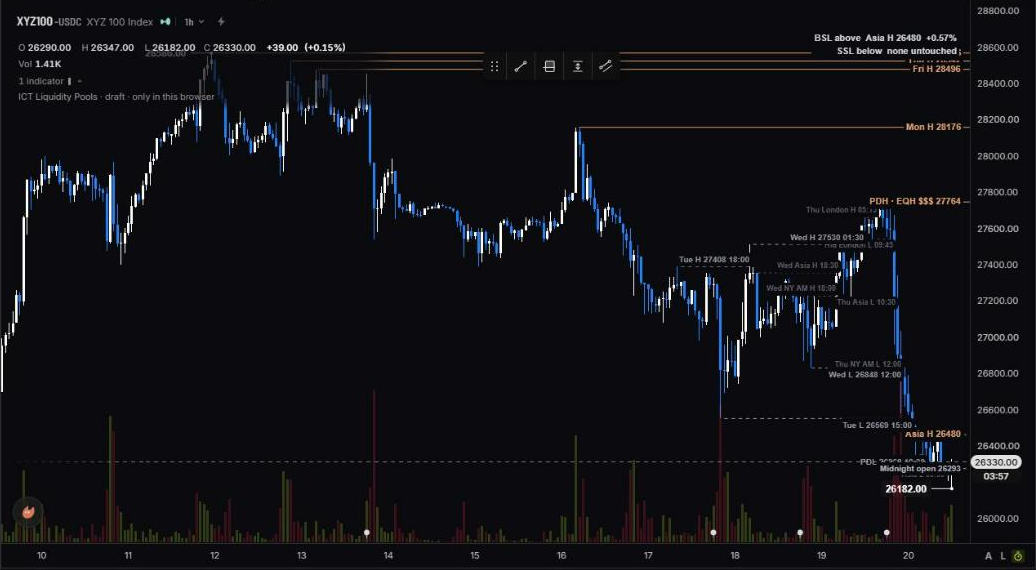 XYZ100-USDC XYZ 100 Index 1h
O 26290.00 H 26347.00 L 26182.00 C 26330.00 +39.00 (+0.15%)
Vol 1.41K
1 Indicator
ICT Liquidity Pools · draft · only in this browser
BSL above Asia H 26480 +0.57%
SSL below none untouched
Fri H 28496
Mon H 28176
PDH · EQH $$$ 27764
Thu London H
Wed H 27530 01:30
Thu London L 09:45
Tue H 27408 18:00
Wed Asia H 18:30
Wed NY AM H 18:00
Thu Asia L 10:30
Thu NY AM L 12:00
Wed L 26848 12:00
Tue L 26569 15:00
Asia H 26480
PDL
Midnight open 26293
26182.00
28800.00
28600.00
28400.00
28200.00
28000.00
27800.00
27600.00
27400.00
27200.00
27000.00
26800.00
26600.00
26400.00
26330.00
03:57
26000.00
10 11 12 13 14 15 16 17 18 19 20
A L